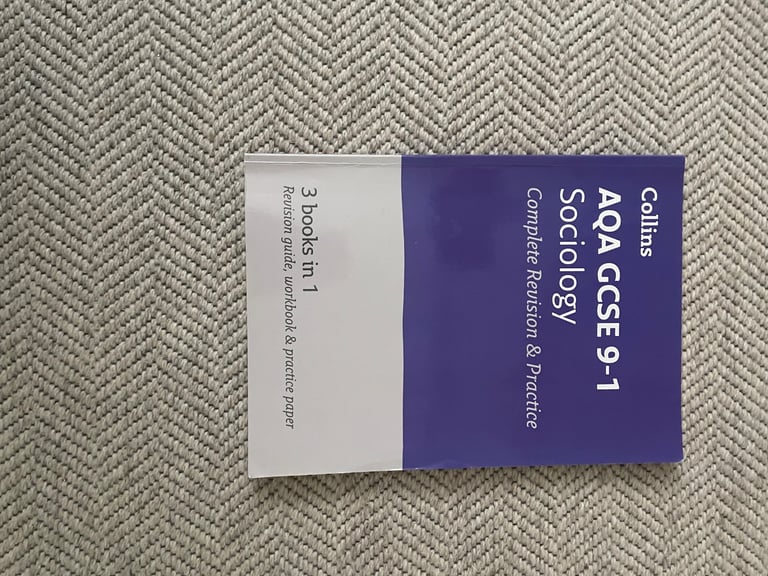 Collins
AQA GCSE 9-1
Sociology
Complete Revision & Practice
3 books in 1
Revision guide, workbook & practice paper